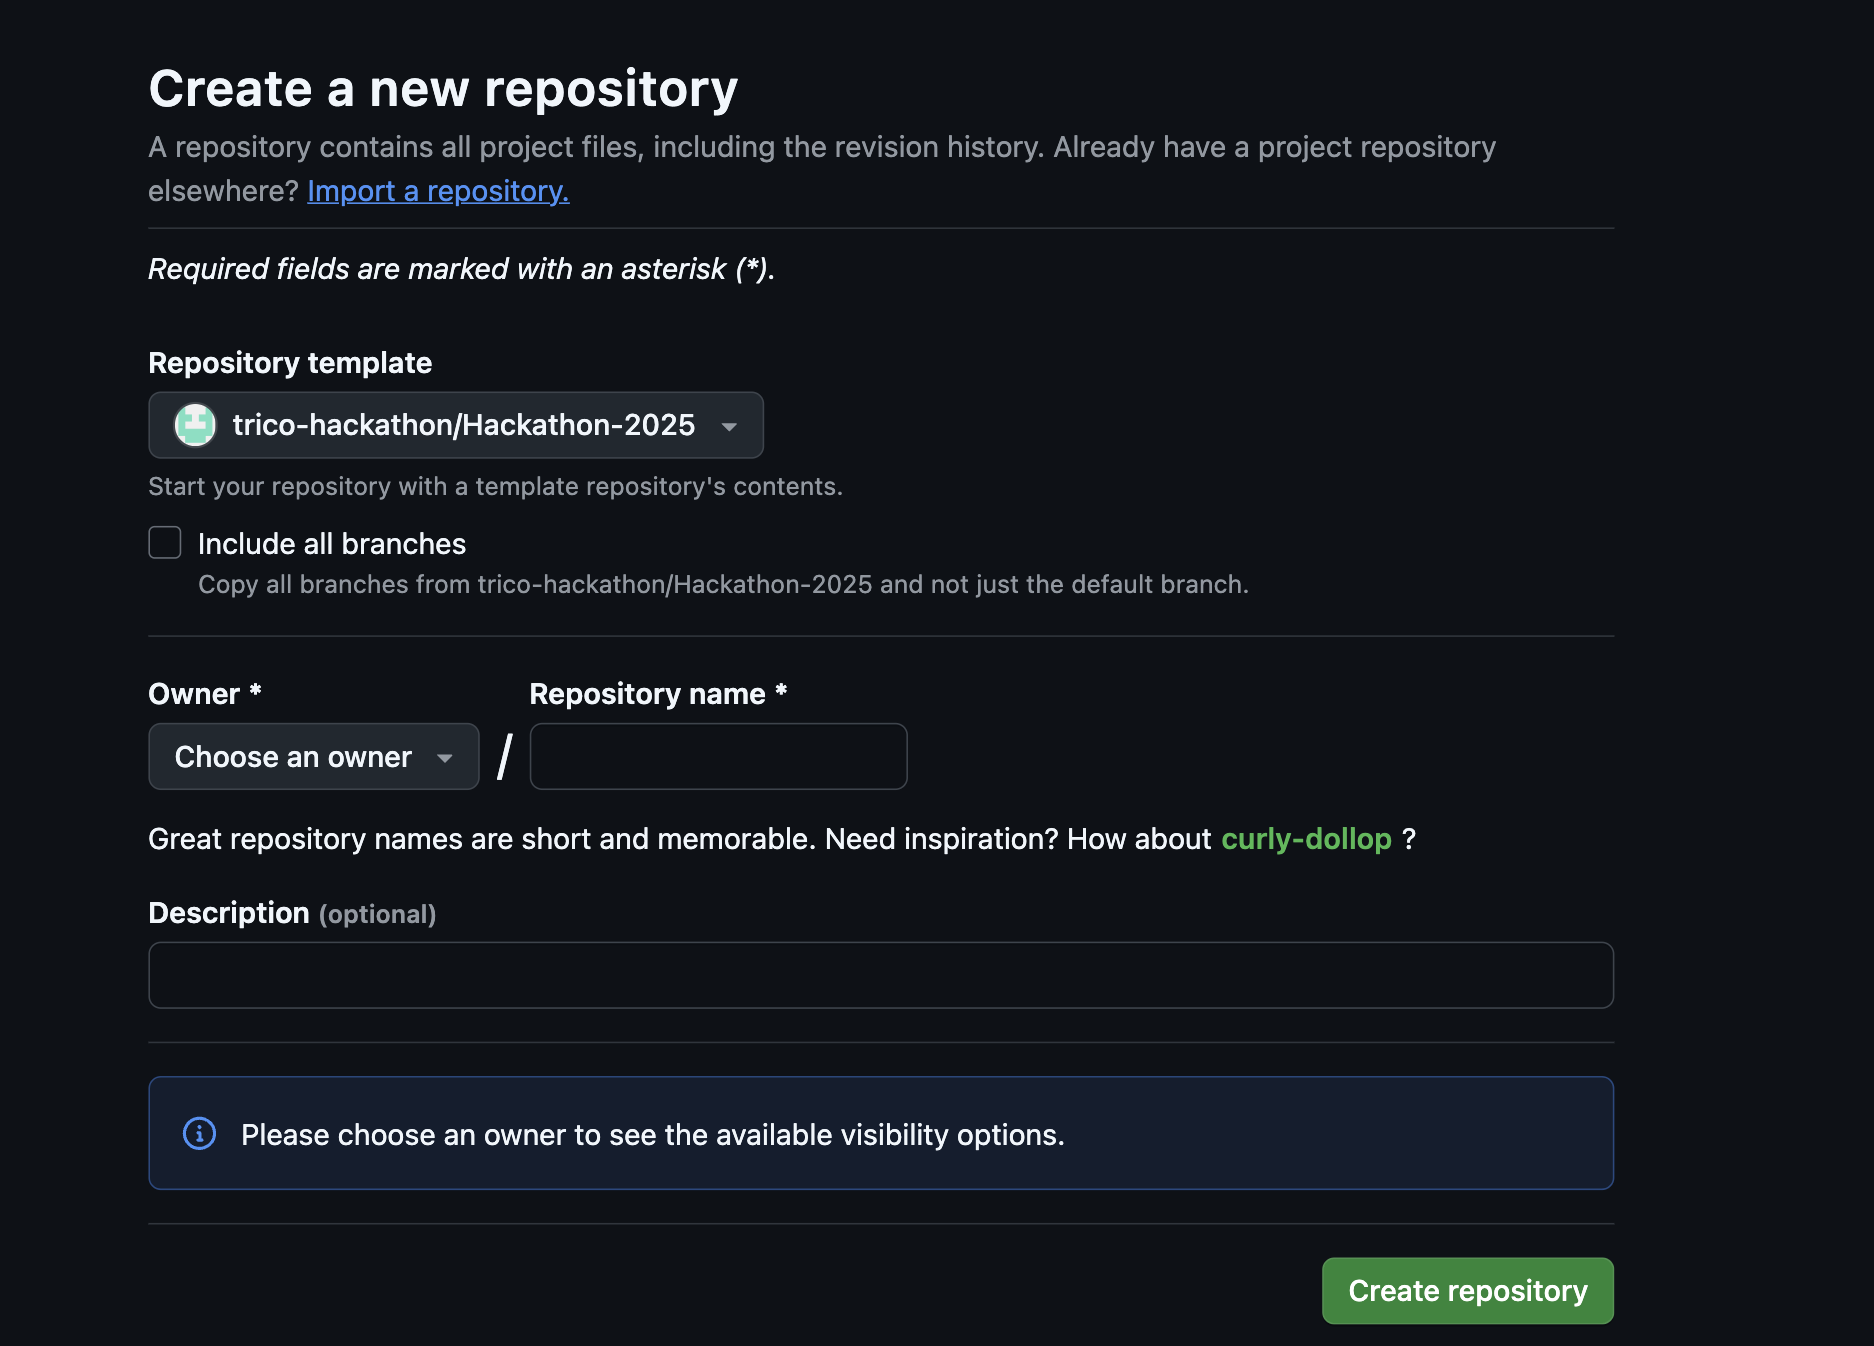 Create a new repository
A repository contains all project files, including the revision history. Already have a project repository
elsewhere? Import a repository.
Required fields are marked with an asterisk (*).
Repository template
trico-hackathon/Hackathon-2025
Start your repository with a template repository's contents.
Include all branches
Copy all branches from trico-hackathon/Hackathon-2025 and not just the default branch.
Owner * Repository name *
Choose an owner /
Great repository names are short and memorable. Need inspiration? How about curly-dollop ?
Description (optional)
Please choose an owner to see the available visibility options.
Create repository